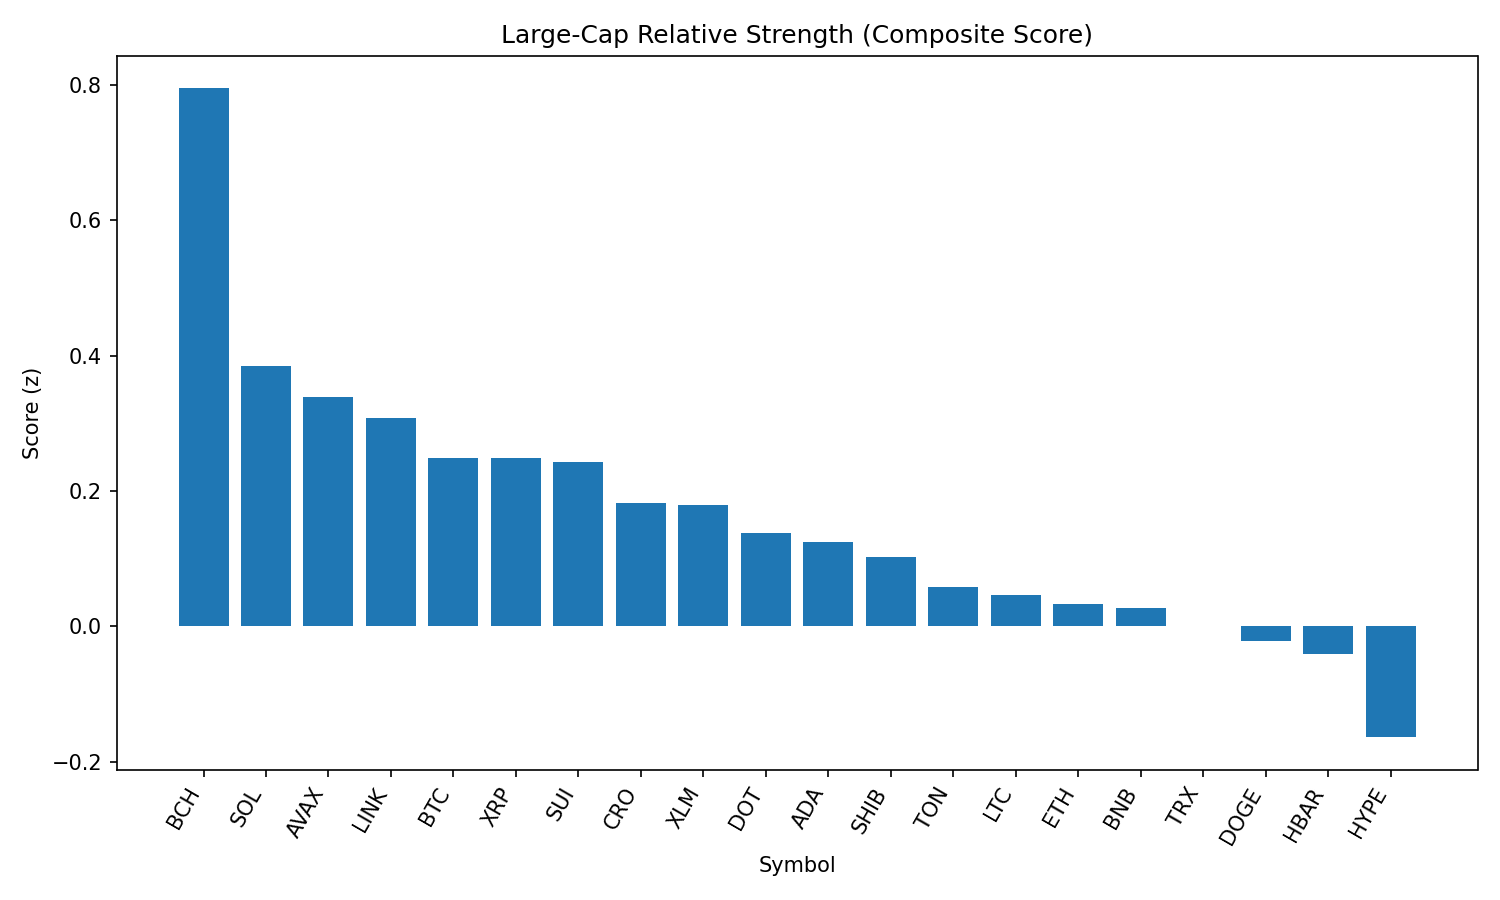 Large-Cap Relative Strength (Composite Score)
Score (z)
0.8
0.6
0.4
0.2
0.0
−0.2
BCH
SOL
AVAX
LINK
BTC
XRP
SUI
CRO
XLM
DOT
ADA
SHIB
TON
LTC
ETH
BNB
TRX
DOGE
HBAR
HYPE
Symbol